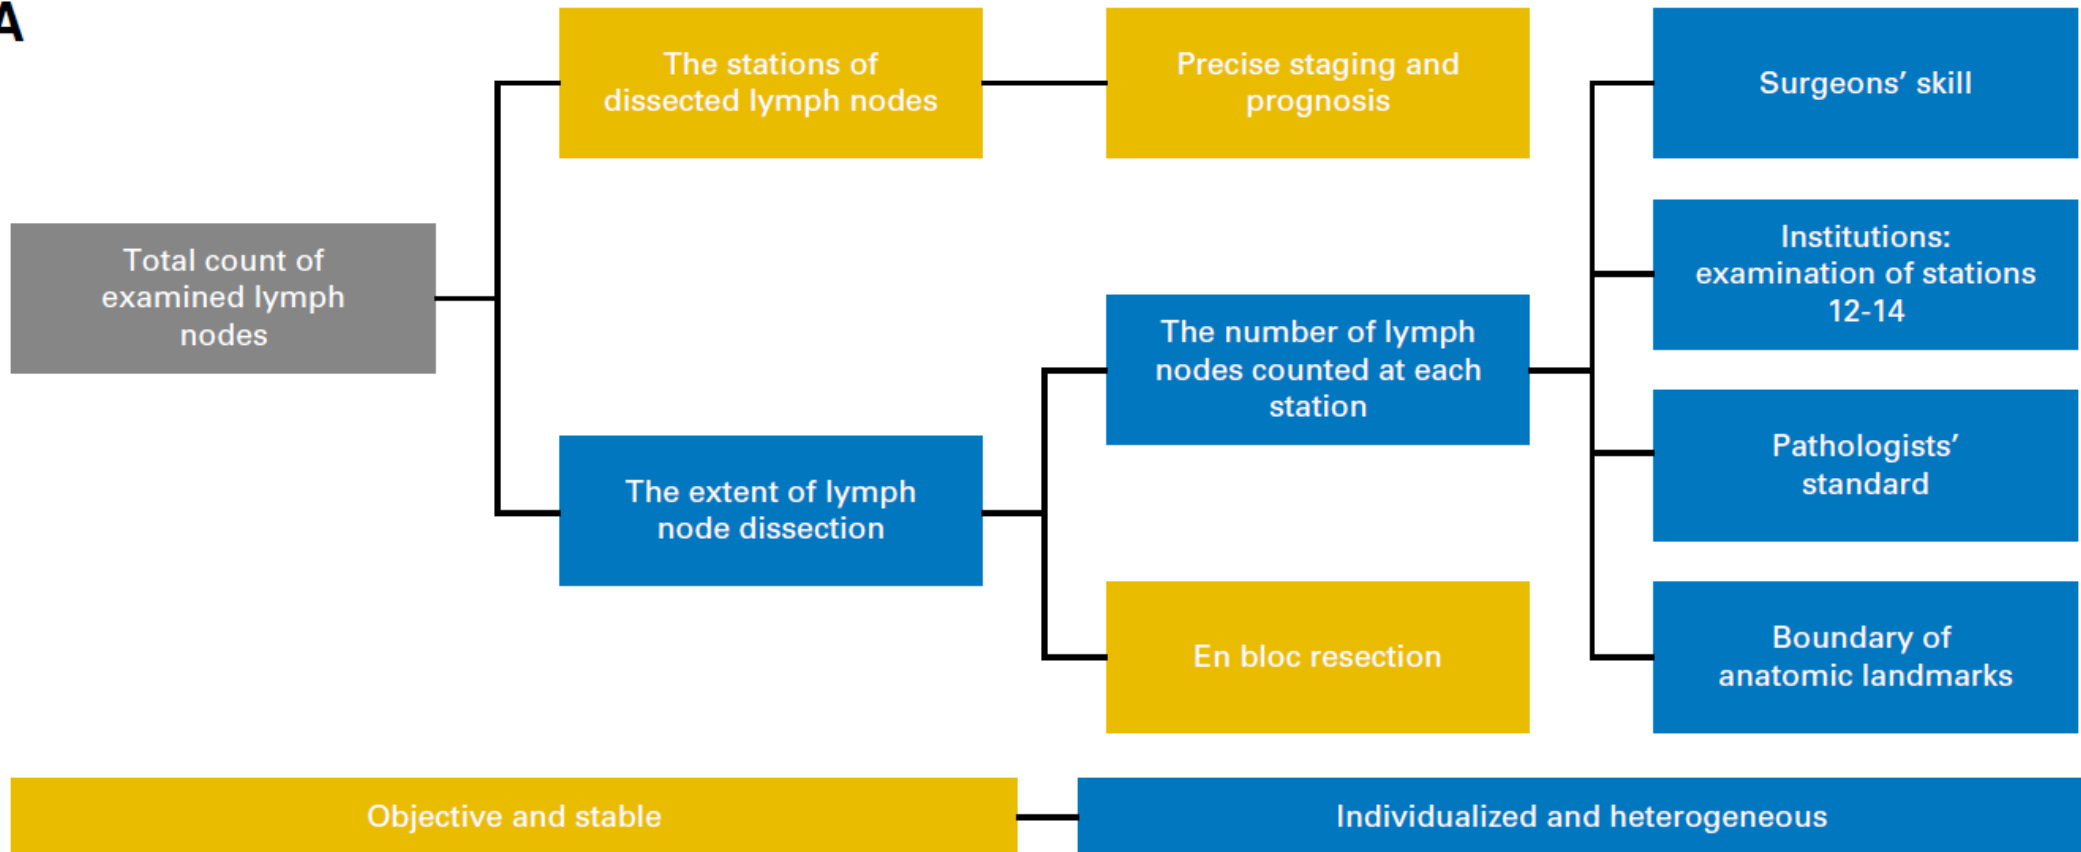 A
The stations of
dissected lymph nodes
Precise staging and
prognosis
Surgeons’ skill
Total count of
examined lymph
nodes
Institutions:
examination of stations
12-14
The number of lymph
nodes counted at each
station
Pathologists’
standard
The extent of lymph
node dissection
En bloc resection
Boundary of
anatomic landmarks
Objective and stable
Individualized and heterogeneous